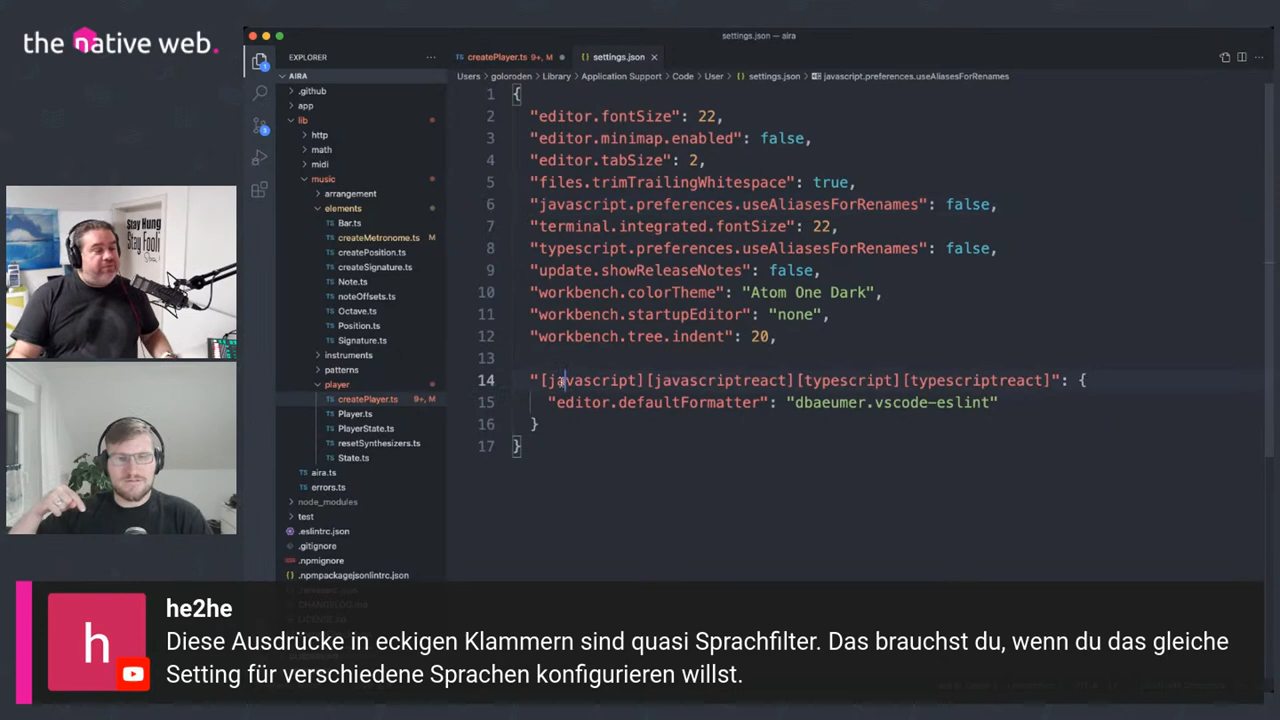 the native web.
settings.json — aira
EXPLORER
createPlayer.ts 9+, M
settings.json
AIRA
Users > goloroden > Library > Application Support > Code > User > settings.json > javascript.preferences.useAliasesForRenames
.github
app
lib
http
math
midi
music
arrangement
elements
Bar.ts
createMetronome.ts M
createPosition.ts
createSignature.ts
Note.ts
noteOffsets.ts
Octave.ts
Position.ts
Signature.ts
instruments
patterns
player
createPlayer.ts 9+, M
Player.ts
PlayerState.ts
resetSynthesizers.ts
State.ts
aira.ts
errors.ts
node_modules
test
.eslintrc.json
.gitignore
.npmignore
.npmpackagejsonlintrc.json
CHANGELOG.md
1 {
2 "editor.fontSize": 22,
3 "editor.minimap.enabled": false,
4 "editor.tabSize": 2,
5 "files.trimTrailingWhitespace": true,
6 "javascript.preferences.useAliasesForRenames": false,
7 "terminal.integrated.fontSize": 22,
8 "typescript.preferences.useAliasesForRenames": false,
9 "update.showReleaseNotes": false,
10 "workbench.colorTheme": "Atom One Dark",
11 "workbench.startupEditor": "none",
12 "workbench.tree.indent": 20,
13
14 "[javascript][javascriptreact][typescript][typescriptreact]": {
15 "editor.defaultFormatter": "dbaeumer.vscode-eslint"
16 }
17 }
Stay Hung
Stay Fooli
h
he2he
Diese Ausdrücke in eckigen Klammern sind quasi Sprachfilter. Das brauchst du, wenn du das gleiche
Setting für verschiedene Sprachen konfigurieren willst.